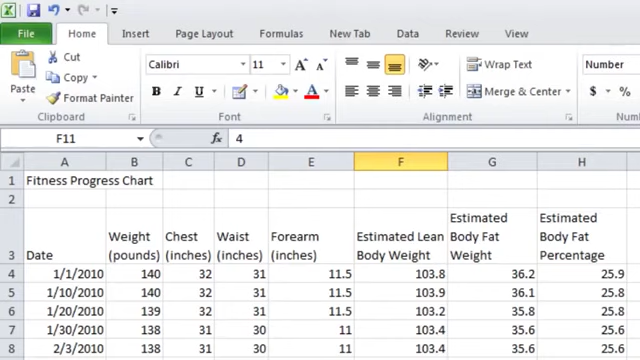 File Home Insert Page Layout Formulas New Tab Data Review View
Cut
Copy
Format Painter
Paste
Calibri 11 A A
B I U A
Wrap Text
Merge & Center
Number
$ %
Clipboard Font Alignment
F11 fx 4
A B C D E F G H
1 Fitness Progress Chart
2
3 Date Weight (pounds) Chest (inches) Waist (inches) Forearm (inches) Estimated Lean Body Weight Estimated Body Fat Weight Estimated Body Fat Percentage
4 1/1/2010 140 32 31 11.5 103.8 36.2 25.9
5 1/10/2010 140 32 31 11.5 103.9 36.1 25.8
6 1/20/2010 139 32 31 11.5 103.2 35.8 25.8
7 1/30/2010 138 31 30 11 103.4 35.6 25.6
8 2/3/2010 138 31 30 11 103.4 35.6 25.6